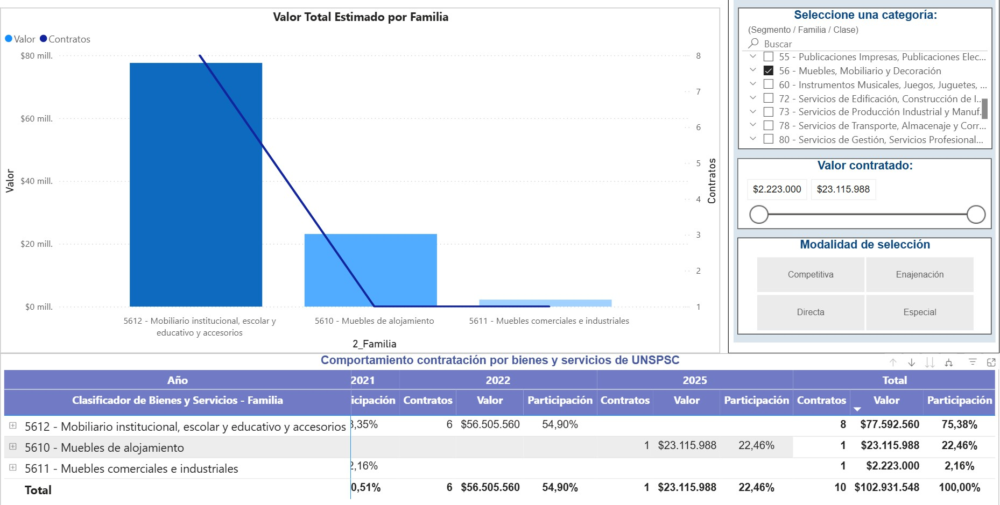 Valor Total Estimado por Familia
Valor Contratos
$80 mill.
$60 mill.
$40 mill.
$20 mill.
$0 mill.
Valor
8
7
6
5
4
3
2
1
Contratos
5612 - Mobiliario institucional, escolar y
educativo y accesorios
5610 - Muebles de alojamiento
5611 - Muebles comerciales e industriales
2_Familia
Seleccione una categoría:
(Segmento / Familia / Clase)
Buscar
55 - Publicaciones Impresas, Publicaciones Elec...
56 - Muebles, Mobiliario y Decoración
60 - Instrumentos Musicales, Juegos, Juguetes, ...
72 - Servicios de Edificación, Construcción de I...
73 - Servicios de Producción Industrial y Manuf...
78 - Servicios de Transporte, Almacenaje y Corr...
80 - Servicios de Gestión, Servicios Profesional...
Valor contratado:
$2.223.000 $23.115.988
Modalidad de selección
Competitiva Enajenación
Directa Especial
Comportamiento contratación por bienes y servicios de UNSPSC
Año 2021 2022 2025 Total
Clasificador de Bienes y Servicios - Familia icipación Contratos Valor Participación Contratos Valor Participación Contratos Valor Participación
5612 - Mobiliario institucional, escolar y educativo y accesorios 3,35% 6 $56.505.560 54,90% 8 $77.592.560 75,38%
5610 - Muebles de alojamiento 1 $23.115.988 22,46% 1 $23.115.988 22,46%
5611 - Muebles comerciales e industriales 2,16% 1 $2.223.000 2,16%
Total 0,51% 6 $56.505.560 54,90% 1 $23.115.988 22,46% 10 $102.931.548 100,00%